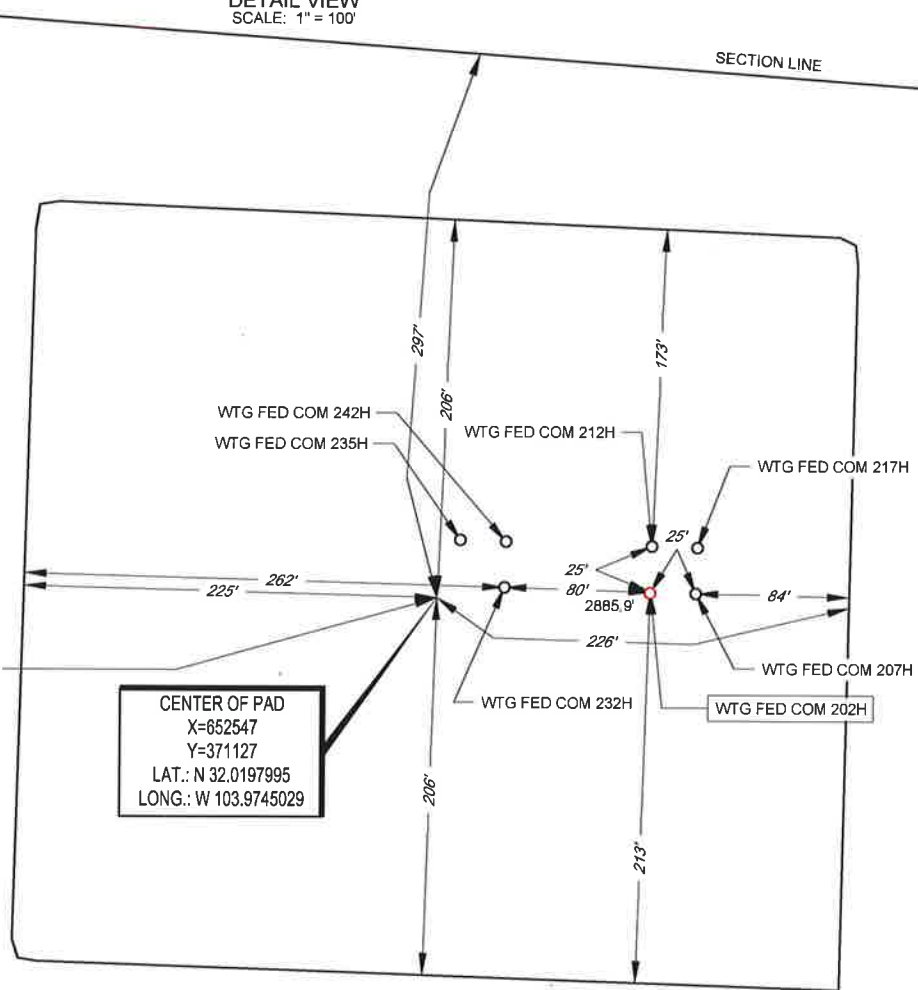 DETAIL VIEW
SCALE: 1" = 100'
SECTION LINE
297'
206'
173'
WTG FED COM 242H
WTG FED COM 235H
WTG FED COM 212H
WTG FED COM 217H
25'
25'
262'
225'
80'
2885.9'
84'
226'
WTG FED COM 207H
WTG FED COM 232H
WTG FED COM 202H
CENTER OF PAD
X=652547
Y=371127
LAT.: N 32.0197995
LONG.: W 103.9745029
206'
213'